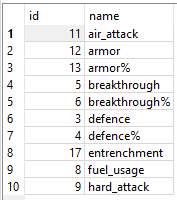 id name
1 11 air_attack
2 12 armor
3 13 armor%
4 5 breakthrough
5 6 breakthrough%
6 3 defence
7 4 defence%
8 17 entrenchment
9 8 fuel_usage
10 9 hard_attack